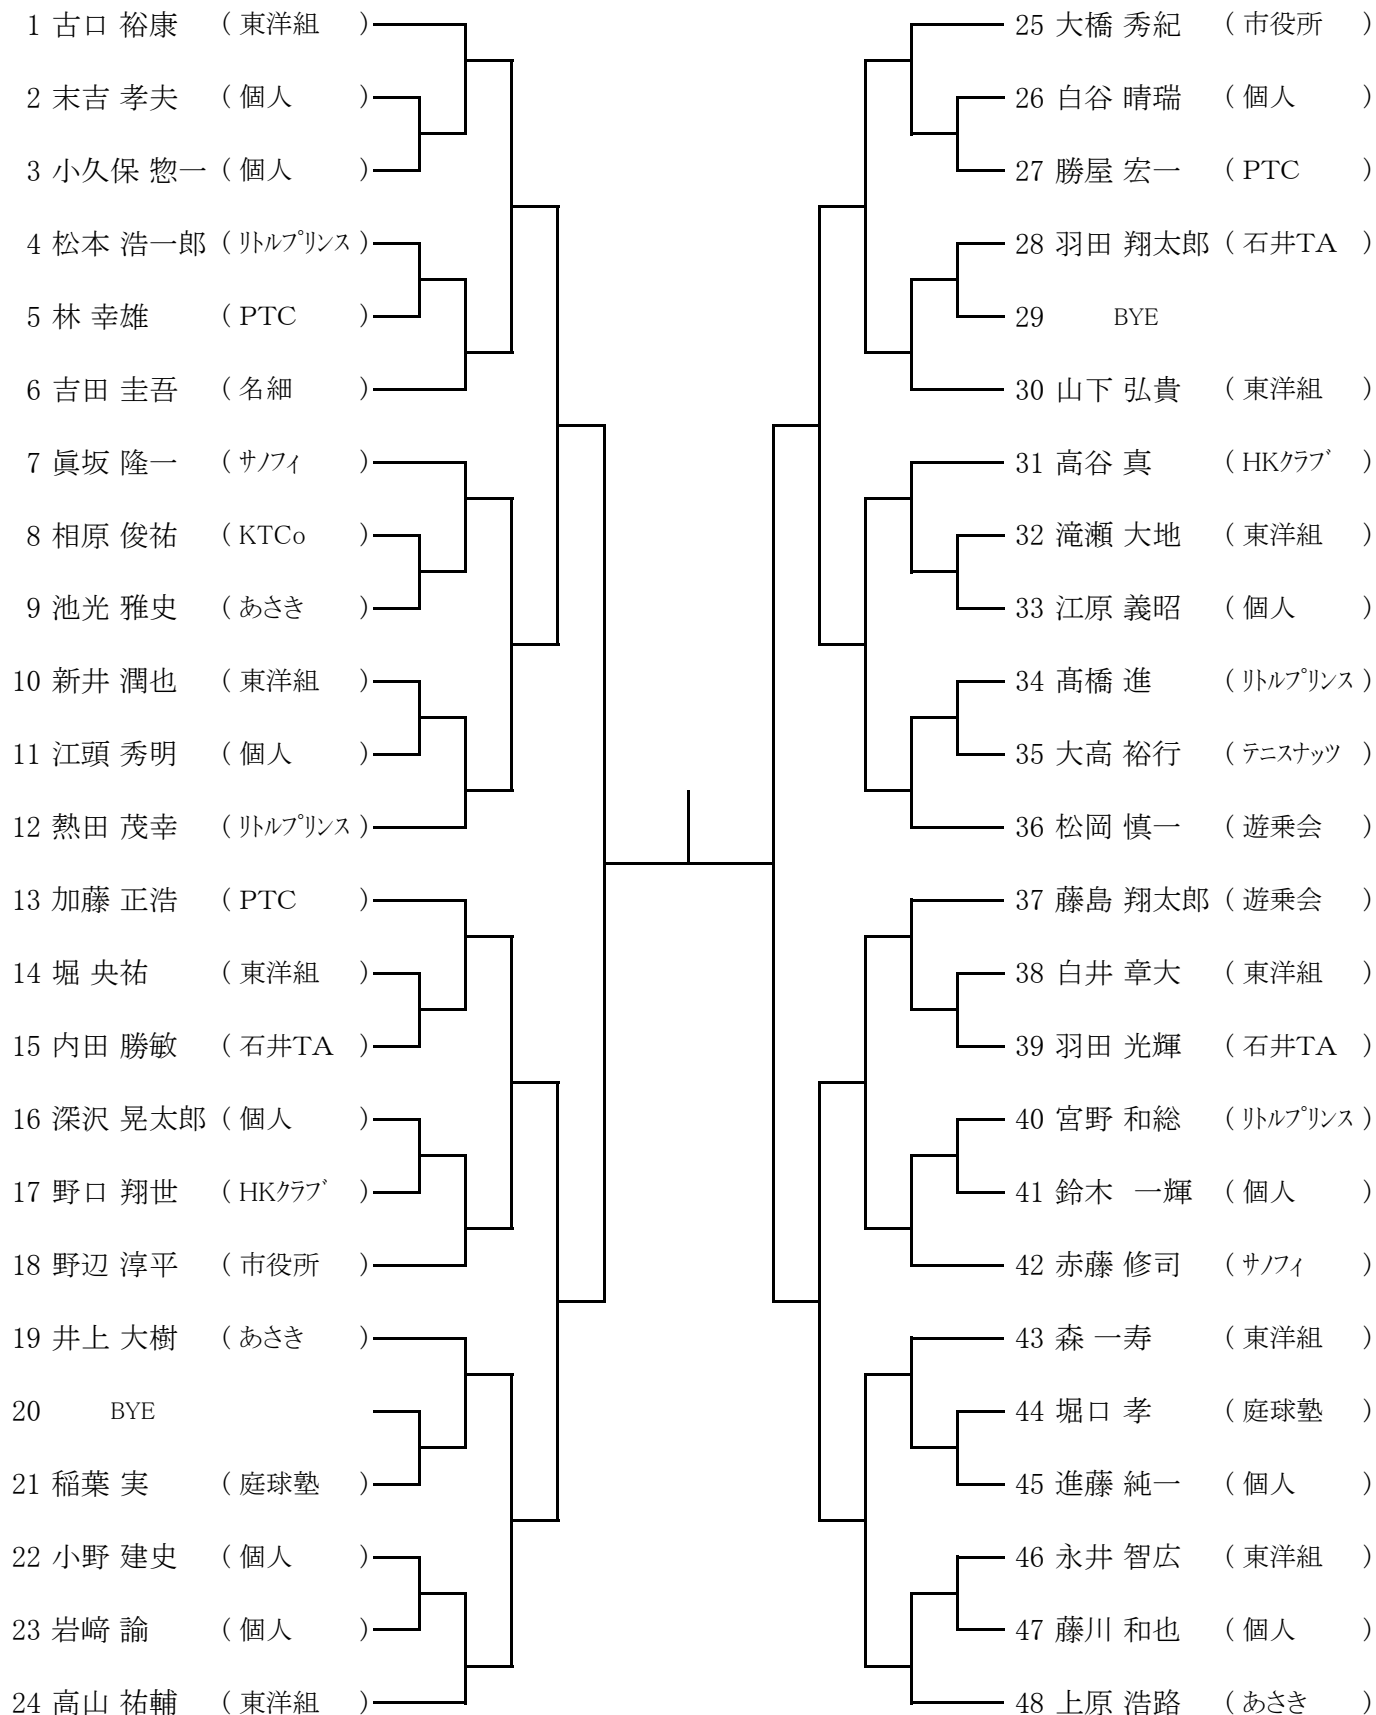 1 古口 裕康 ( 東洋組 )
2 末吉 孝夫 ( 個人 )
3 小久保 惣一 ( 個人 )
4 松本 浩一郎 ( ﾘﾄﾙﾌﾟﾘﾝｽ )
5 林 幸雄 ( PTC )
6 吉田 圭吾 ( 名細 )
7 眞坂 隆一 ( ｻﾉﾌｨ )
8 相原 俊祐 ( KTCo )
9 池光 雅史 ( あさき )
10 新井 潤也 ( 東洋組 )
11 江頭 秀明 ( 個人 )
12 熱田 茂幸 ( ﾘﾄﾙﾌﾟﾘﾝｽ )
13 加藤 正浩 ( PTC )
14 堀 央祐 ( 東洋組 )
15 内田 勝敏 ( 石井TA )
16 深沢 晃太郎 ( 個人 )
17 野口 翔世 ( HKｸﾗﾌﾞ )
18 野辺 淳平 ( 市役所 )
19 井上 大樹 ( あさき )
20 BYE
21 稲葉 実 ( 庭球塾 )
22 小野 建史 ( 個人 )
23 岩﨑 諭 ( 個人 )
24 高山 祐輔 ( 東洋組 )
25 大橋 秀紀 ( 市役所 )
26 白谷 晴瑞 ( 個人 )
27 勝屋 宏一 ( PTC )
28 羽田 翔太郎 ( 石井TA )
29 BYE
30 山下 弘貴 ( 東洋組 )
31 高谷 真 ( HKｸﾗﾌﾞ )
32 滝瀬 大地 ( 東洋組 )
33 江原 義昭 ( 個人 )
34 髙橋 進 ( ﾘﾄﾙﾌﾟﾘﾝｽ )
35 大高 裕行 ( ﾃﾆｽﾅｯﾂ )
36 松岡 慎一 ( 遊乗会 )
37 藤島 翔太郎 ( 遊乗会 )
38 白井 章大 ( 東洋組 )
39 羽田 光輝 ( 石井TA )
40 宮野 和総 ( ﾘﾄﾙﾌﾟﾘﾝｽ )
41 鈴木　一輝 ( 個人 )
42 赤藤 修司 ( ｻﾉﾌｨ )
43 森 一寿 ( 東洋組 )
44 堀口 孝 ( 庭球塾 )
45 進藤 純一 ( 個人 )
46 永井 智広 ( 東洋組 )
47 藤川 和也 ( 個人 )
48 上原 浩路 ( あさき )